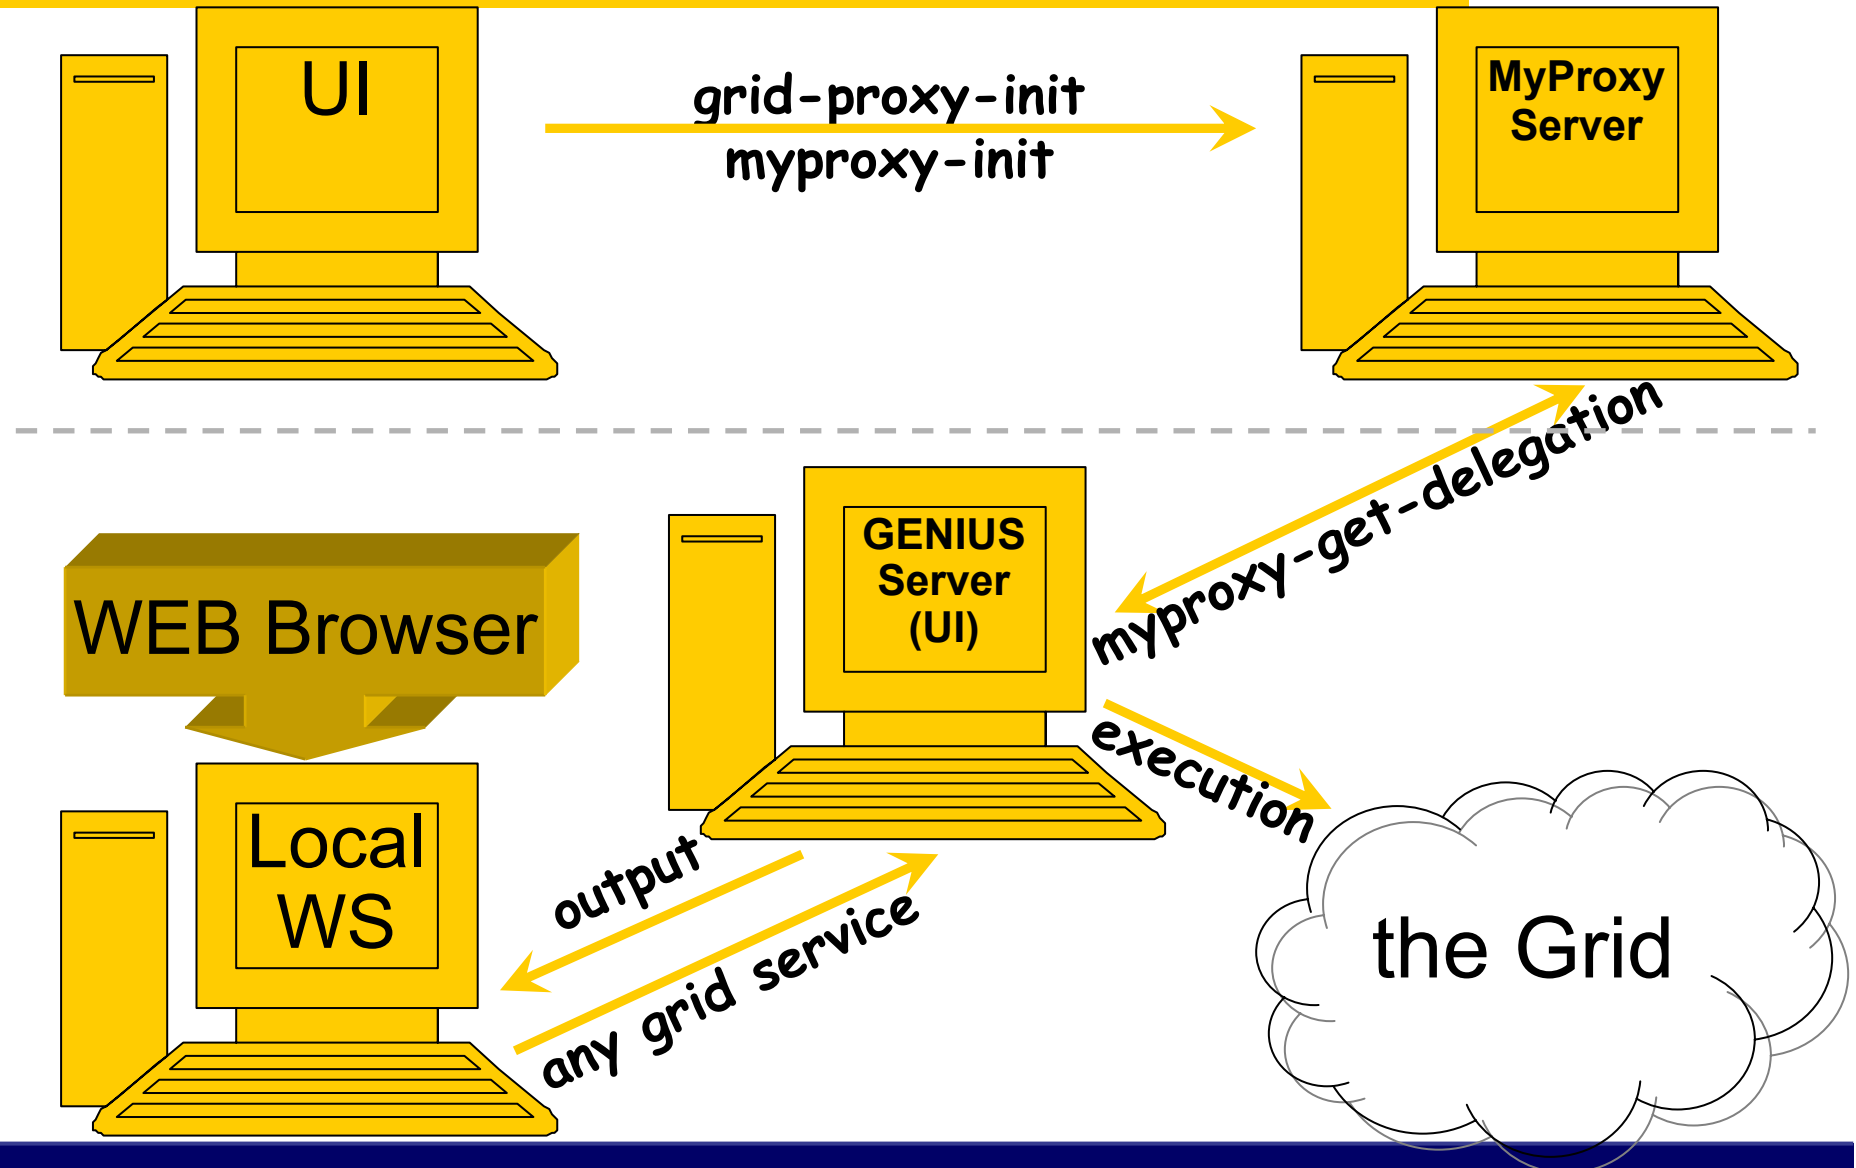 UI
grid-proxy-init
myproxy-init
MyProxy
Server
myproxy-get-delegation
GENIUS
Server
(UI)
WEB Browser
execution
Local
WS
output
any grid service
the Grid